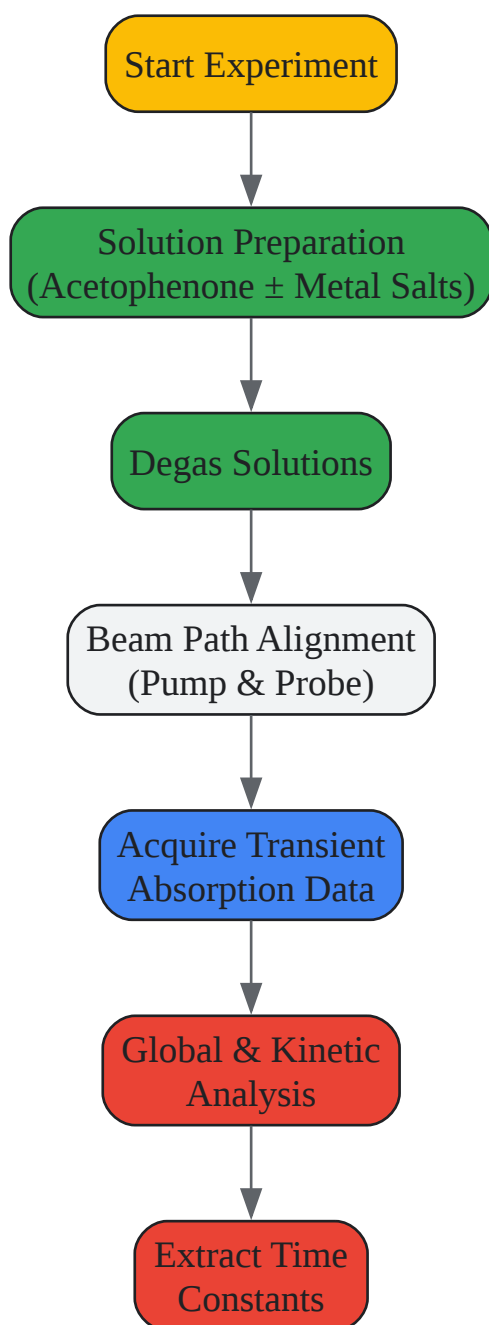 Start Experiment
Solution Preparation
(Acetophenone ± Metal Salts)
Degas Solutions
Beam Path Alignment
(Pump & Probe)
Acquire Transient
Absorption Data
Global & Kinetic
Analysis
Extract Time
Constants